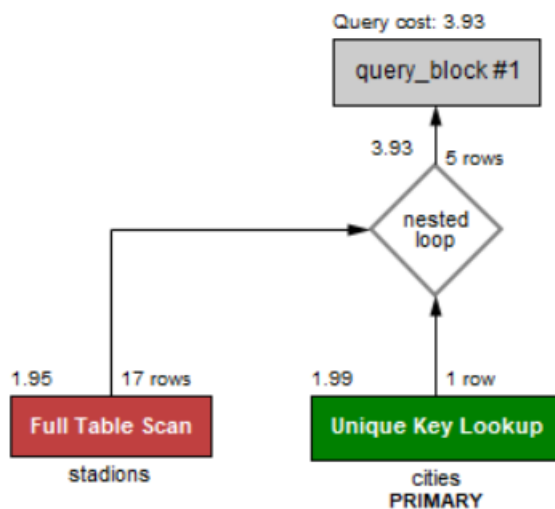 Query cost: 3.93
query_block #1
3.93
5 rows
nested
loop
1.95
17 rows
1.99
1 row
Full Table Scan
Unique Key Lookup
stadions
cities
PRIMARY